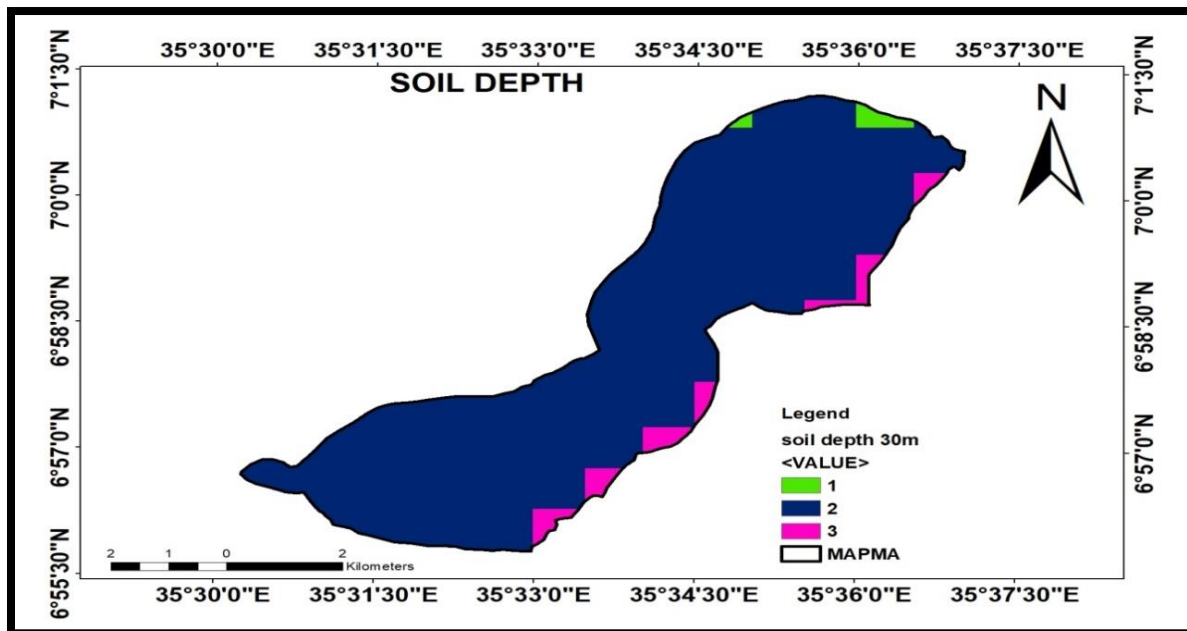 35°30'0"E 35°31'30"E 35°33'0"E 35°34'30"E 35°36'0"E 35°37'30"E
SOIL DEPTH
N
7°1'30"N
7°0'0"N
6°58'30"N
6°57'0"N
6°55'30"N
7°1'30"N
7°0'0"N
6°58'30"N
6°57'0"N
6°55'30"N
Legend
soil depth 30m
<VALUE>
1
2
3
MAPMA
2 1 0 2
Kilometers
35°30'0"E 35°31'30"E 35°33'0"E 35°34'30"E 35°36'0"E 35°37'30"E